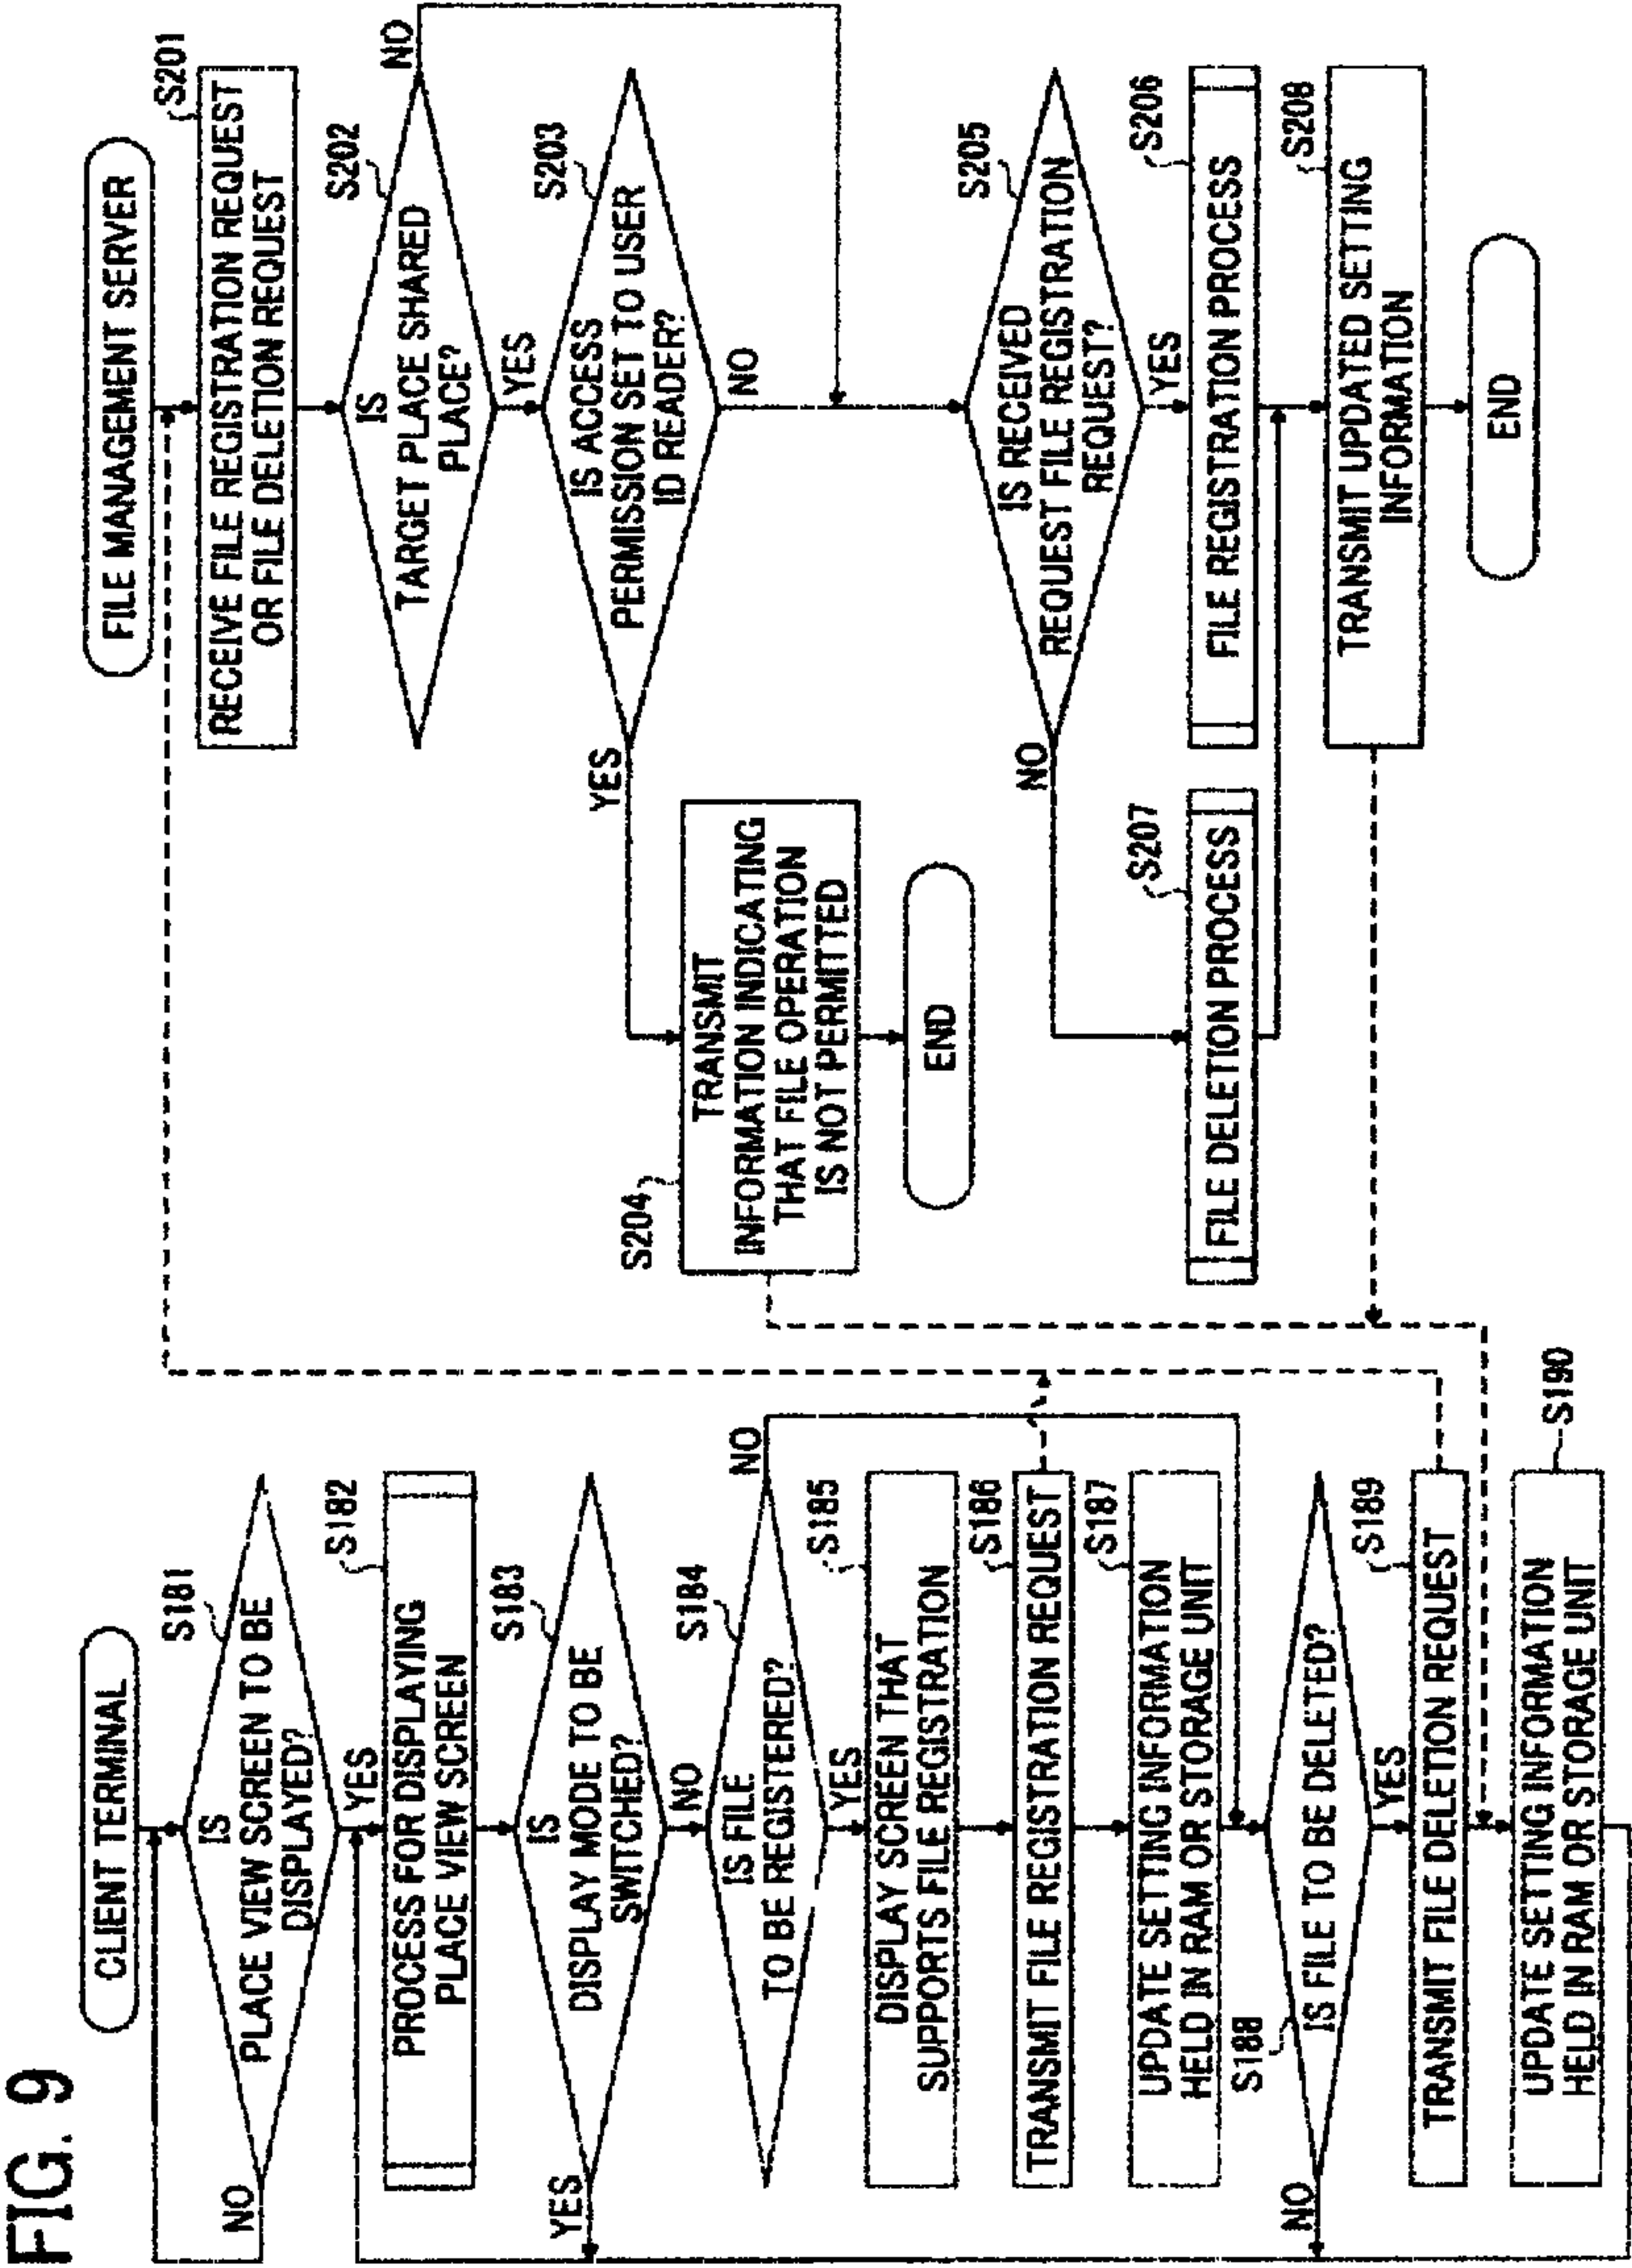 FIG. 9
CLIENT TERMINAL
S181
IS
PLACE VIEW SCREEN TO BE
DISPLAYED?
NO
YES
S182
PROCESS FOR DISPLAYING
PLACE VIEW SCREEN
S183
IS
DISPLAY MODE TO BE
SWITCHED?
YES
NO
S184
IS FILE
TO BE REGISTERED?
NO
YES
S185
DISPLAY SCREEN THAT
SUPPORTS FILE REGISTRATION
S186
TRANSMIT FILE REGISTRATION REQUEST
S187
UPDATE SETTING INFORMATION
HELD IN RAM OR STORAGE UNIT
S188
IS FILE TO BE DELETED?
NO
YES
S189
TRANSMIT FILE DELETION REQUEST
S190
UPDATE SETTING INFORMATION
HELD IN RAM OR STORAGE UNIT
FILE MANAGEMENT SERVER
S201
RECEIVE FILE REGISTRATION REQUEST
OR FILE DELETION REQUEST
S202
IS
TARGET PLACE SHARED
PLACE?
NO
YES
S203
IS ACCESS
PERMISSION SET TO USER
ID READER?
YES
NO
S204
TRANSMIT
INFORMATION INDICATING
THAT FILE OPERATION
IS NOT PERMITTED
END
S205
IS RECEIVED
REQUEST FILE REGISTRATION
REQUEST?
NO
YES
S206
FILE REGISTRATION PROCESS
S207
FILE DELETION PROCESS
S208
TRANSMIT UPDATED SETTING
INFORMATION
END